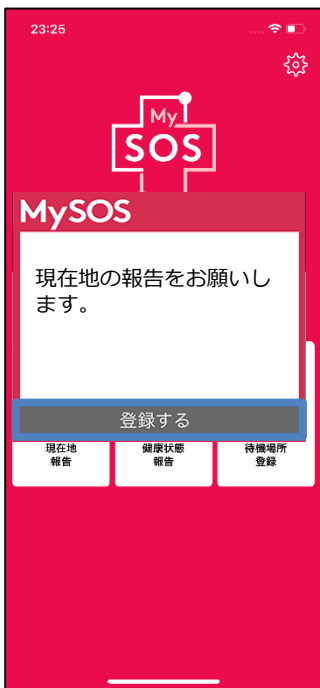 23:25
My
SOS
MySOS
現在地の報告をお願いし
ます。
登録する
現在地
報告
健康状態
報告
待機場所
登録